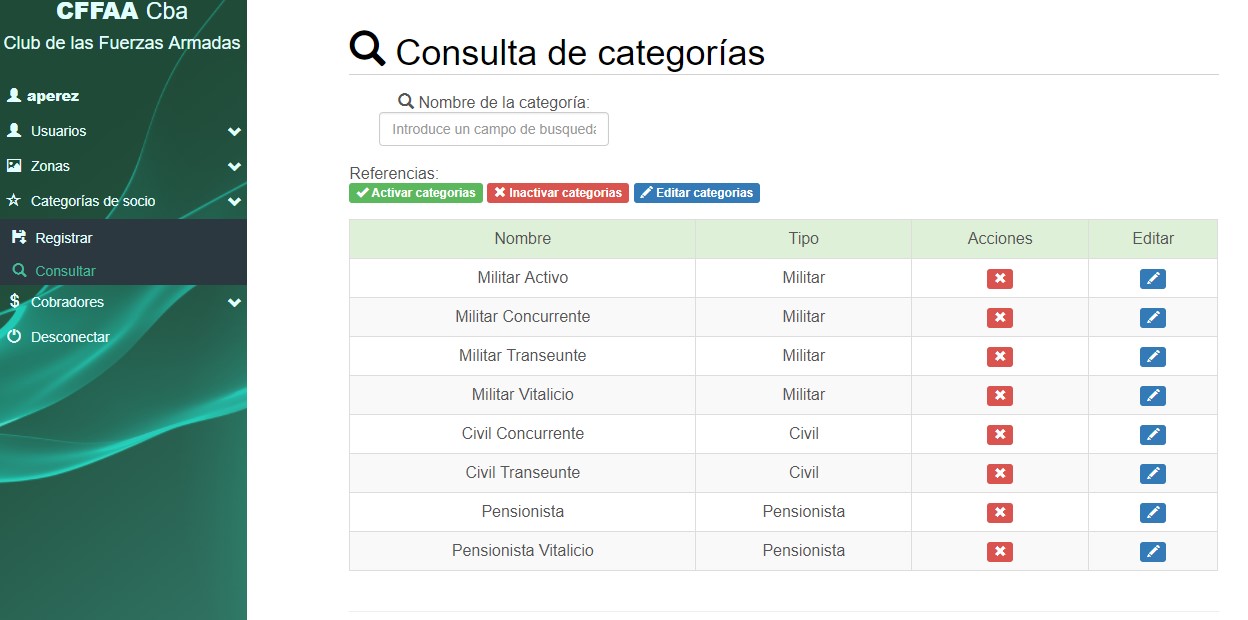 CFFAA Cba
Club de las Fuerzas Armadas
aperez
Usuarios
Zonas
Categorías de socio
Registrar
Consultar
Cobradores
Desconectar
Consulta de categorías
Nombre de la categoría:
Introduce un campo de busqueda
Referencias:
Activar categorias Inactivar categorias Editar categorias
Nombre Tipo Acciones Editar
Militar Activo Militar
Militar Concurrente Militar
Militar Transeunte Militar
Militar Vitalicio Militar
Civil Concurrente Civil
Civil Transeunte Civil
Pensionista Pensionista
Pensionista Vitalicio Pensionista